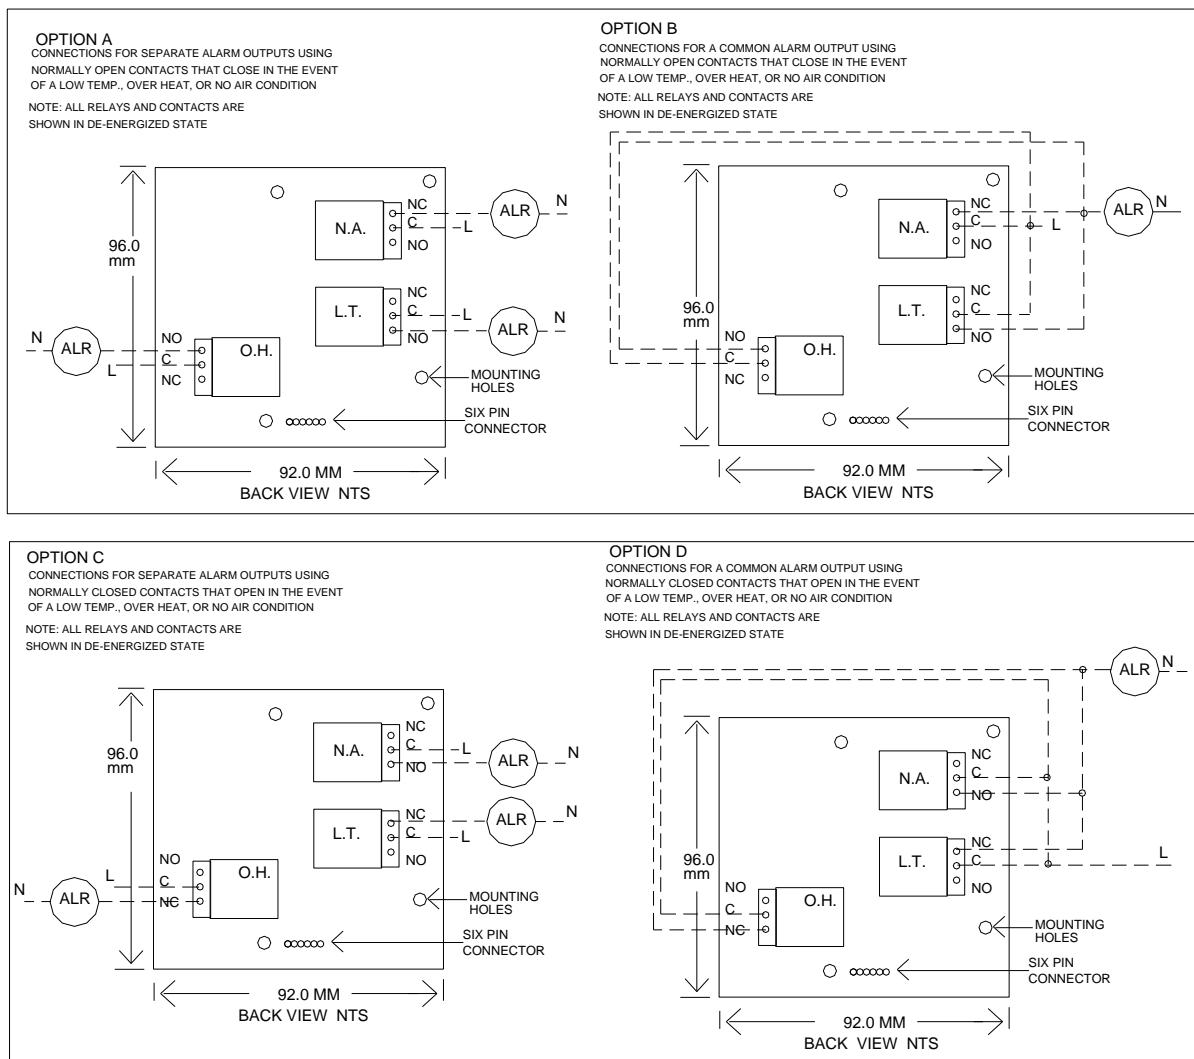 OPTION A
CONNECTIONS FOR SEPARATE ALARM OUTPUTS USING
NORMALLY OPEN CONTACTS THAT CLOSE IN THE EVENT
OF A LOW TEMP., OVER HEAT, OR NO AIR CONDITION
NOTE: ALL RELAYS AND CONTACTS ARE
SHOWN IN DE-ENERGIZED STATE
96.0
mm
N.A.
NC
C
NO
L
ALR
N
L.T.
NC
C
NO
L
ALR
N
N
ALR
L
NO
C
NC
O.H.
MOUNTING
HOLES
SIX PIN
CONNECTOR
92.0 MM
BACK VIEW NTS
OPTION B
CONNECTIONS FOR A COMMON ALARM OUTPUT USING
NORMALLY OPEN CONTACTS THAT CLOSE IN THE EVENT
OF A LOW TEMP., OVER HEAT, OR NO AIR CONDITION
NOTE: ALL RELAYS AND CONTACTS ARE
SHOWN IN DE-ENERGIZED STATE
96.0
mm
N.A.
NC
C
NO
L
ALR
N
L.T.
NC
C
NO
NO
C
NC
O.H.
MOUNTING
HOLES
SIX PIN
CONNECTOR
92.0 MM
BACK VIEW NTS
OPTION C
CONNECTIONS FOR SEPARATE ALARM OUTPUTS USING
NORMALLY CLOSED CONTACTS THAT OPEN IN THE EVENT
OF A LOW TEMP., OVER HEAT, OR NO AIR CONDITION
NOTE: ALL RELAYS AND CONTACTS ARE
SHOWN IN DE-ENERGIZED STATE
96.0
mm
N.A.
NC
C
NO
L
ALR
N
L.T.
NC
C
NO
L
ALR
N
N
ALR
L
NO
C
NC
O.H.
MOUNTING
HOLES
SIX PIN
CONNECTOR
92.0 MM
BACK VIEW NTS
OPTION D
CONNECTIONS FOR A COMMON ALARM OUTPUT USING
NORMALLY CLOSED CONTACTS THAT OPEN IN THE EVENT
OF A LOW TEMP., OVER HEAT, OR NO AIR CONDITION
NOTE: ALL RELAYS AND CONTACTS ARE
SHOWN IN DE-ENERGIZED STATE
ALR
N
96.0
mm
N.A.
NC
C
NO
L.T.
NC
C
NO
L
NO
C
NC
O.H.
MOUNTING
HOLES
SIX PIN
CONNECTOR
92.0 MM
BACK VIEW NTS